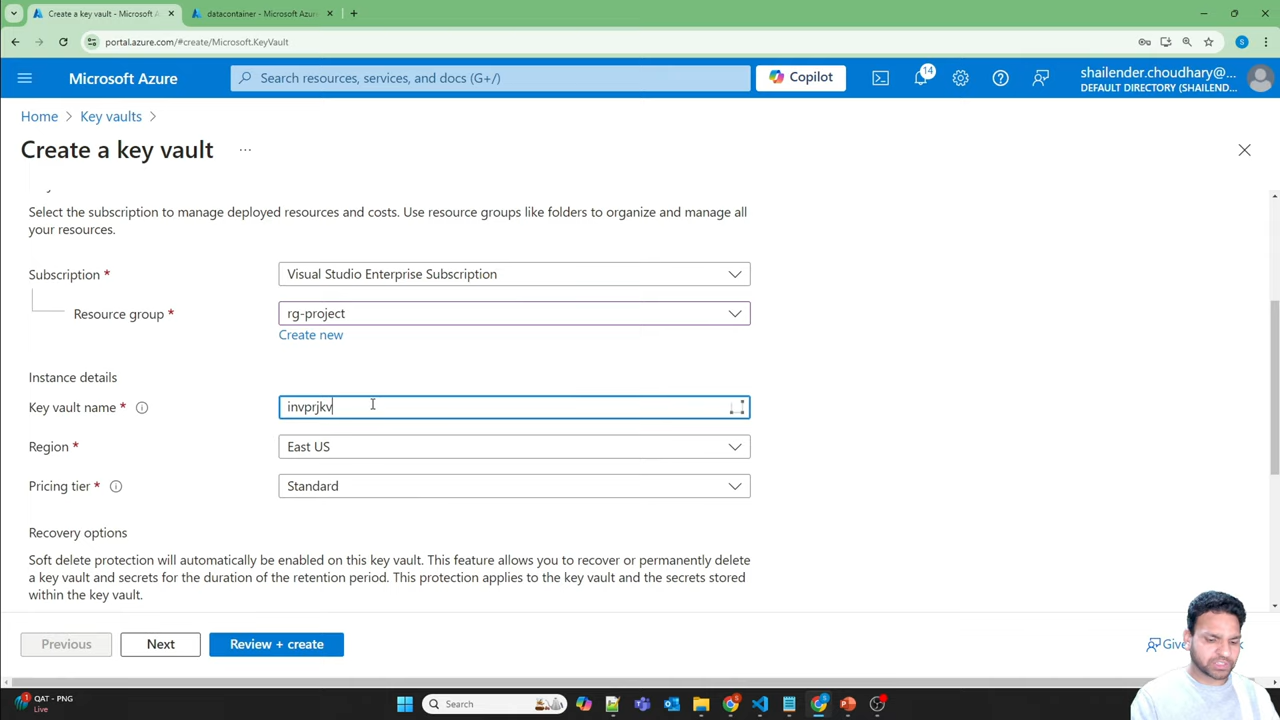 Create a key vault - Microsoft A
datacontainer - Microsoft Azure
portal.azure.com/#create/Microsoft.KeyVault
S
Microsoft Azure
Search resources, services, and docs (G+/)
Copilot
14
shailender.choudhary@...
DEFAULT DIRECTORY (SHAILEND...
Home > Key vaults >
Create a key vault
...
Select the subscription to manage deployed resources and costs. Use resource groups like folders to organize and manage all
your resources.
Subscription *
Visual Studio Enterprise Subscription
Resource group *
rg-project
Create new
Instance details
Key vault name *
invprjkv
Region *
East US
Pricing tier *
Standard
Recovery options
Soft delete protection will automatically be enabled on this key vault. This feature allows you to recover or permanently delete
a key vault and secrets for the duration of the retention period. This protection applies to the key vault and the secrets stored
within the key vault.
Previous
Next
Review + create
QAT - PNG
Live
Search